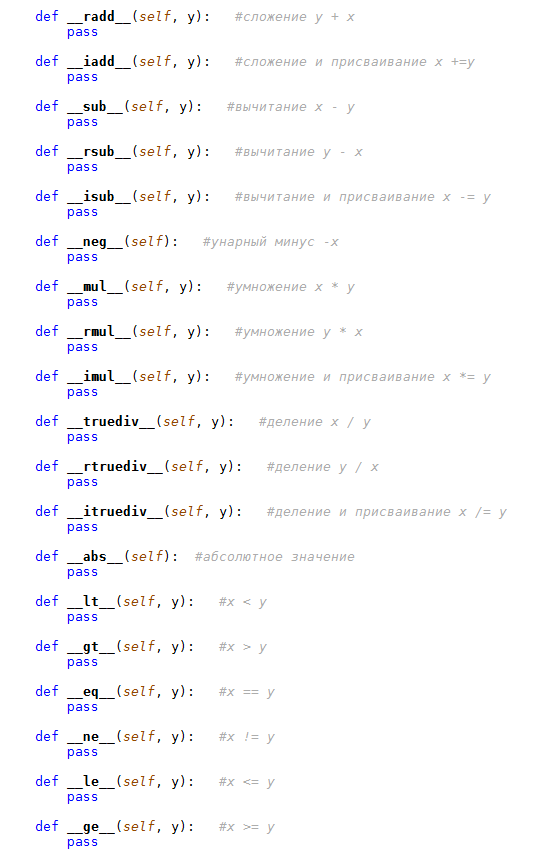 def __radd__(self, y):   #сложение y + x
    pass
def __iadd__(self, y):   #сложение и присваивание x +=y
    pass
def __sub__(self, y):   #вычитание x - y
    pass
def __rsub__(self, y):   #вычитание y - x
    pass
def __isub__(self, y):   #вычитание и присваивание x -= y
    pass
def __neg__(self):   #унарный минус -x
    pass
def __mul__(self, y):   #умножение x * y
    pass
def __rmul__(self, y):   #умножение y * x
    pass
def __imul__(self, y):   #умножение и присваивание x *= y
    pass
def __truediv__(self, y):   #деление x / y
    pass
def __rtruediv__(self, y):   #деление y / x
    pass
def __itruediv__(self, y):   #деление и присваивание x /= y
    pass
def __abs__(self):  #абсолютное значение
    pass
def __lt__(self, y):   #x < y
    pass
def __gt__(self, y):   #x > y
    pass
def __eq__(self, y):   #x == y
    pass
def __ne__(self, y):   #x != y
    pass
def __le__(self, y):   #x <= y
    pass
def __ge__(self, y):   #x >= y
    pass